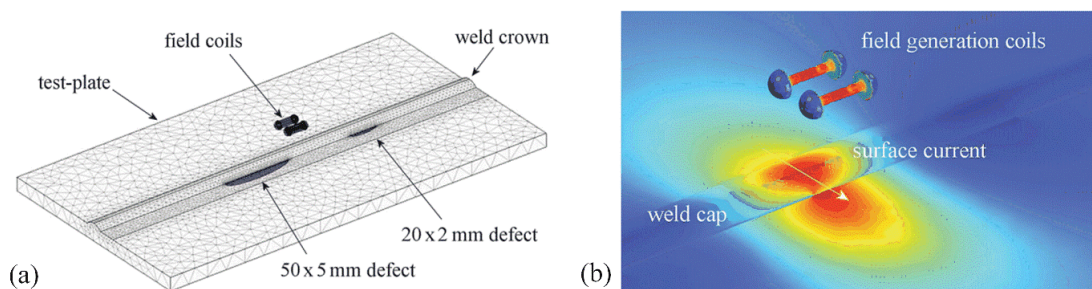 field coils
weld crown
test-plate
20 x 2 mm defect
50 x 5 mm defect
(a)
field generation coils
surface current
weld cap
(b)